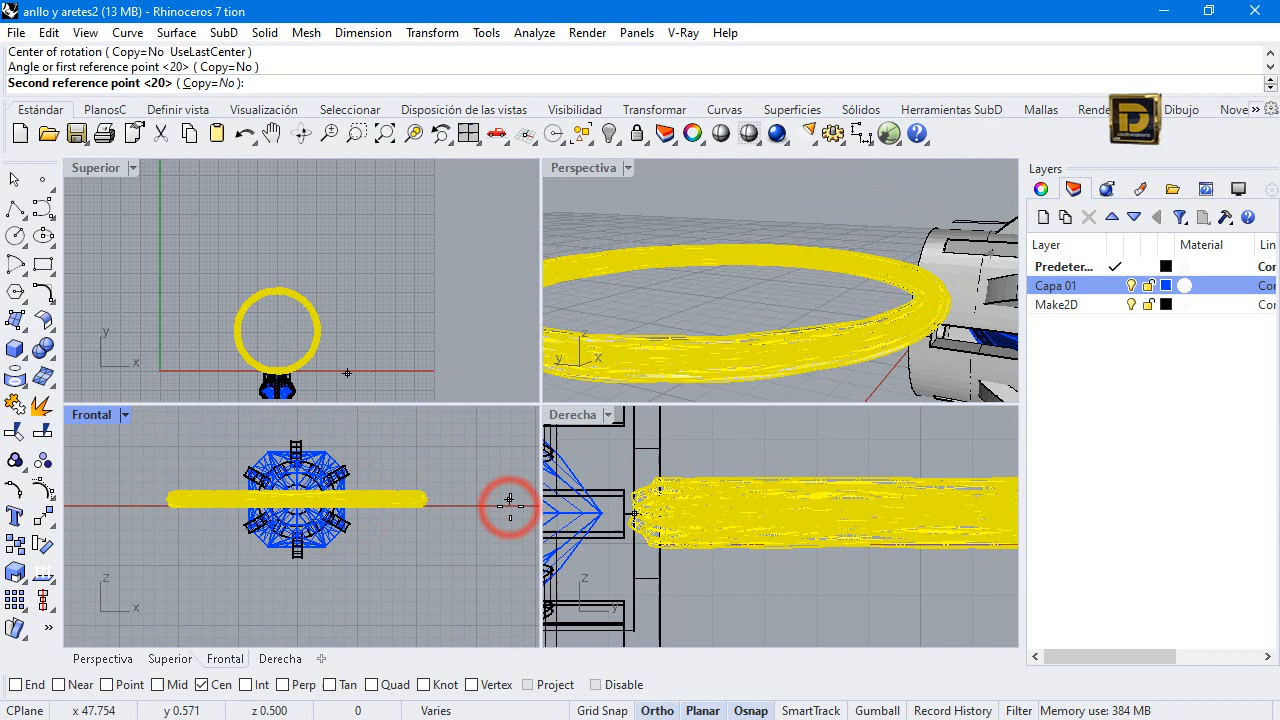 anllo y aretes2 (13 MB) - Rhinoceros 7 tion
File Edit View Curve Surface SubD Solid Mesh Dimension Transform Tools Analyze Render Panels V-Ray Help
Center of rotation ( Copy=No UseLastCenter )
Angle or first reference point <20> ( Copy=No )
Second reference point <20> ( Copy=No ):
Estándar PlanosC Definir vista Visualización Seleccionar Disposición de las vistas Visibilidad Transformar Curvas Superficies Sólidos Herramientas SubD Mallas Dibujo Nove »
Superior
Perspectiva
Layers
Layer Material Lin
Predeter... Cor
Capa 01 Cor
Make2D Cor
y
x
z
y x
Frontal
Derecha
z
x
z
y
»
Perspectiva Superior Frontal Derecha
End Near Point Mid Cen Int Perp Tan Quad Knot Vertex Project Disable
CPlane x 47.754 y 0.571 z 0.500 0 Varies Grid Snap Ortho Planar Osnap SmartTrack Gumball Record History Filter Memory use: 384 MB